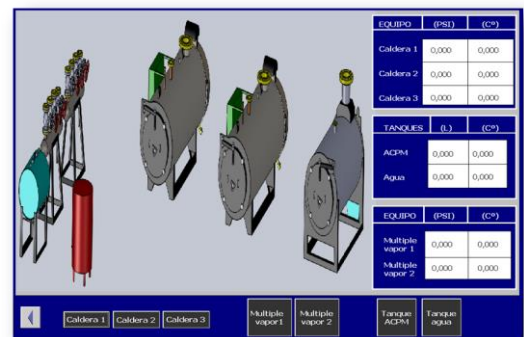 EQUIPO (PSI) (Cº)
Caldera 1 0,000 0,000
Caldera 2 0,000 0,000
Caldera 3 0,000 0,000
TANQUES (L) (Cº)
ACPM 0,000 0,000
Agua 0,000 0,000
EQUIPO (PSI) (Cº)
Multiple
vapor 1 0,000 0,000
Multiple
vapor 2 0,000 0,000
Caldera 1 Caldera 2 Caldera 3
Multiple
vapor1
Multiple
vapor 2
Tanque
ACPM
Tanque
agua